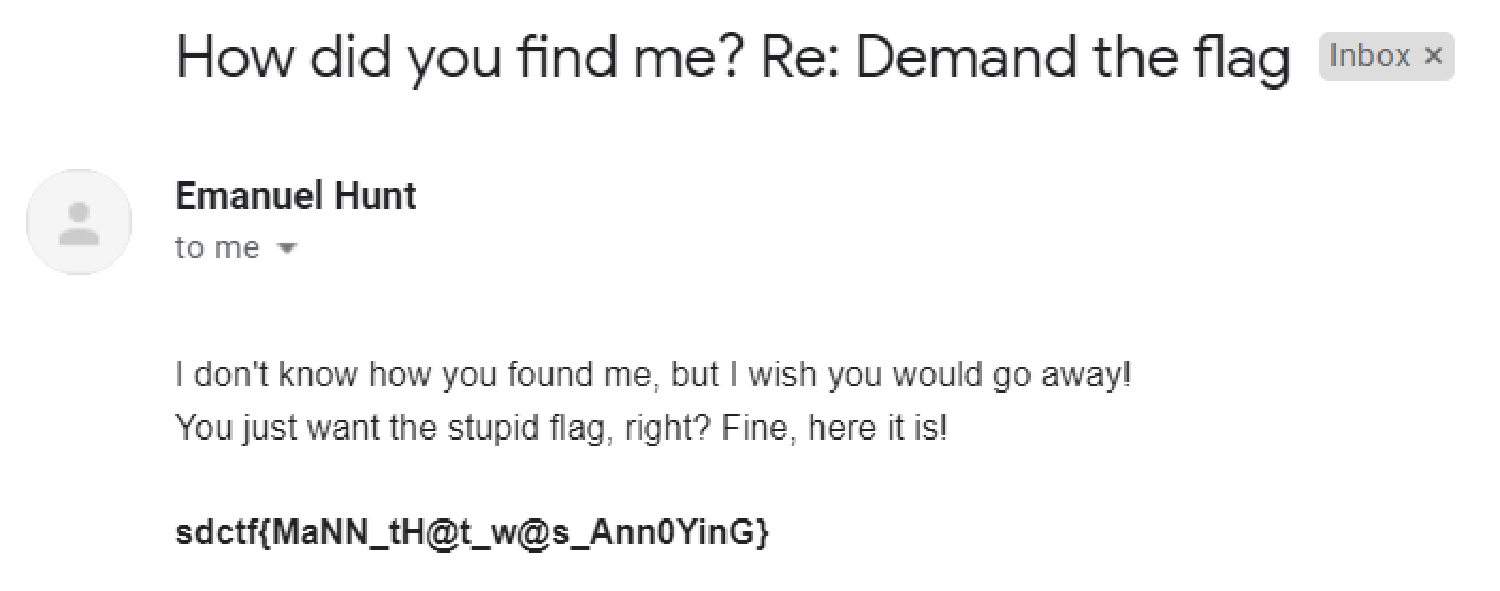 How did you find me? Re: Demand the flag Inbox ×
Emanuel Hunt
to me
I don't know how you found me, but I wish you would go away!
You just want the stupid flag, right? Fine, here it is!
sdctf{MaNN_tH@t_w@s_Ann0YinG}